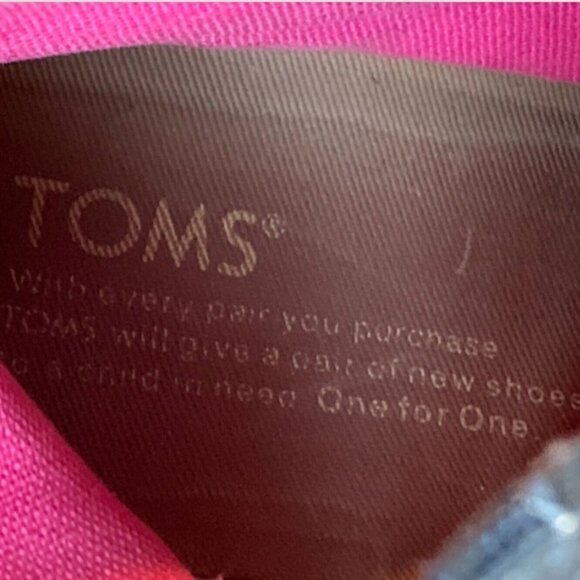 TOMS®
With every pair you purchase
TOMS will give a pair of new shoes
to a child in need. One for One.